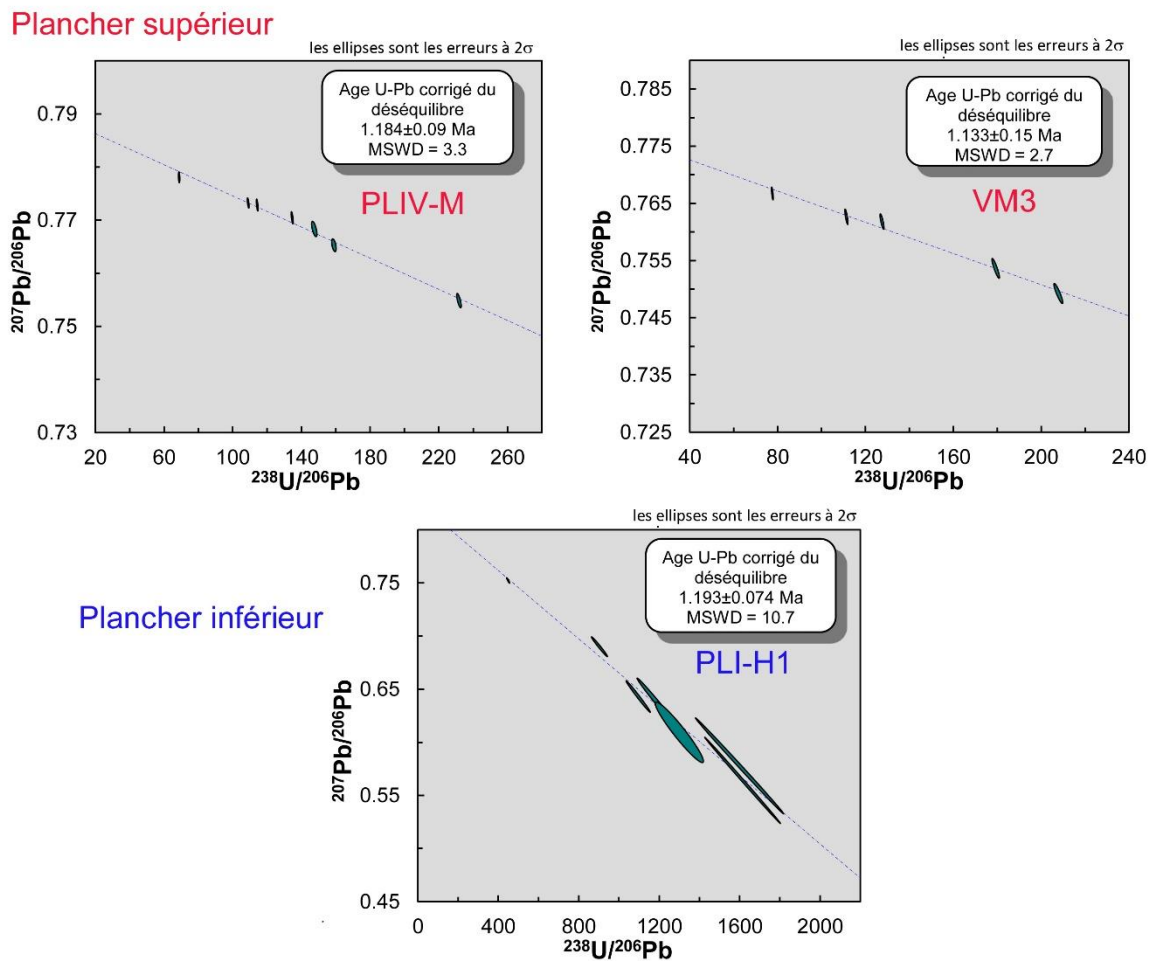 Plancher supérieur
les ellipses sont les erreurs à 2σ
Age U-Pb corrigé du
déséquilibre
1.184±0.09 Ma
MSWD = 3.3
PLIV-M
0.79
0.77
0.75
0.73
207Pb/206Pb
20 60 100 140 180 220 260
238U/206Pb
les ellipses sont les erreurs à 2σ
Age U-Pb corrigé du
déséquilibre
1.133±0.15 Ma
MSWD = 2.7
VM3
0.785
0.775
0.765
0.755
0.745
0.735
0.725
207Pb/206Pb
40 80 120 160 200 240
238U/206Pb
Plancher inférieur
les ellipses sont les erreurs à 2σ
Age U-Pb corrigé du
déséquilibre
1.193±0.074 Ma
MSWD = 10.7
PLI-H1
0.75
0.65
0.55
0.45
207Pb/206Pb
0 400 800 1200 1600 2000
238U/206Pb